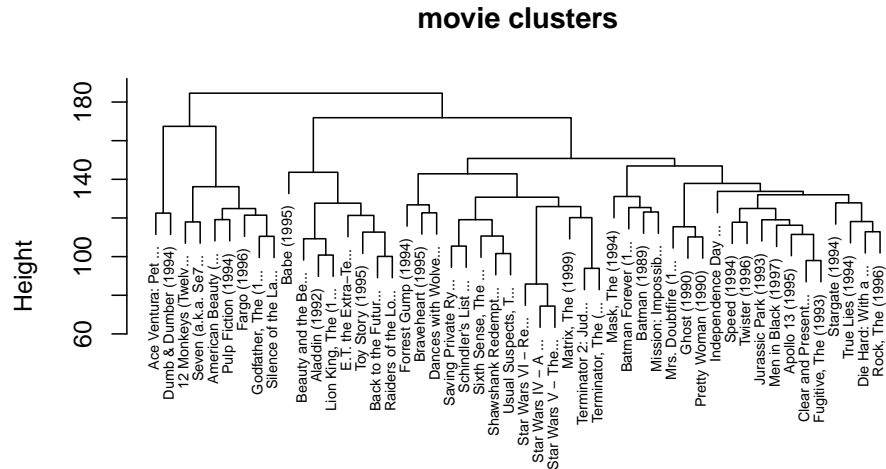 movie clusters
Height
60
100
140
180
Ace Ventura: Pet ...
Dumb & Dumber (1994)
12 Monkeys (Twelv...
Seven (a.k.a. Se7...
American Beauty (...
Pulp Fiction (1994)
Fargo (1996)
Godfather, The (1...
Silence of the La...
Babe (1995)
Beauty and the Be...
Aladdin (1992)
Lion King, The (1...
E.T. the Extra−Te...
Toy Story (1995)
Back to the Futur...
Raiders of the Lo...
Forrest Gump (1994)
Braveheart (1995)
Dances with Wolve...
Saving Private Ry...
Schindler's List ...
Sixth Sense, The ...
Shawshank Redempt...
Usual Suspects, T...
Star Wars VI − Re...
Star Wars IV − A ...
Star Wars V − The...
Matrix, The (1999)
Terminator 2: Jud...
Terminator, The (...
Mask, The (1994)
Batman Forever (1...
Batman (1989)
Mission: Impossib...
Mrs. Doubtfire (1...
Ghost (1990)
Pretty Woman (1990)
Independence Day ...
Speed (1994)
Twister (1996)
Jurassic Park (1993)
Men in Black (1997)
Apollo 13 (1995)
Clear and Present...
Fugitive, The (1993)
Stargate (1994)
True Lies (1994)
Die Hard: With a ...
Rock, The (1996)